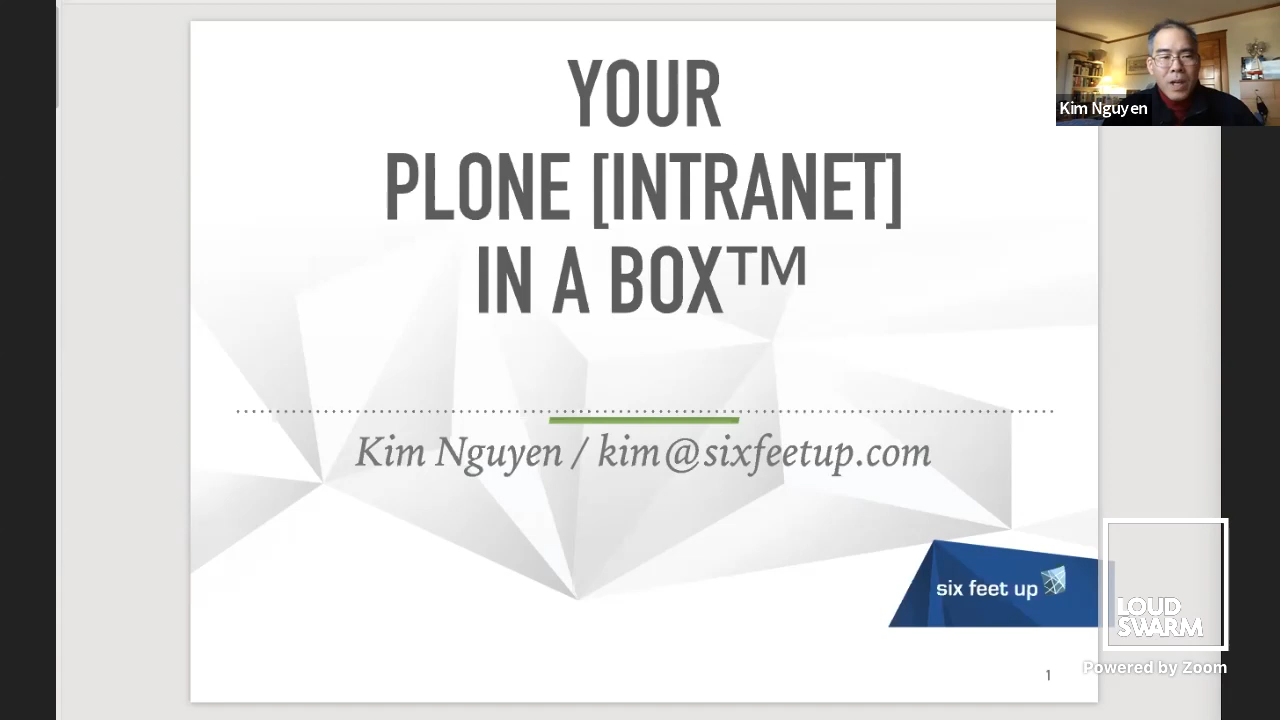 YOUR
PLONE [INTRANET]
IN A BOX™
Kim Nguyen / kim@sixfeetup.com
six feet up
1
Kim Nguyen
LOUD
SWARM
Powered by Zoom